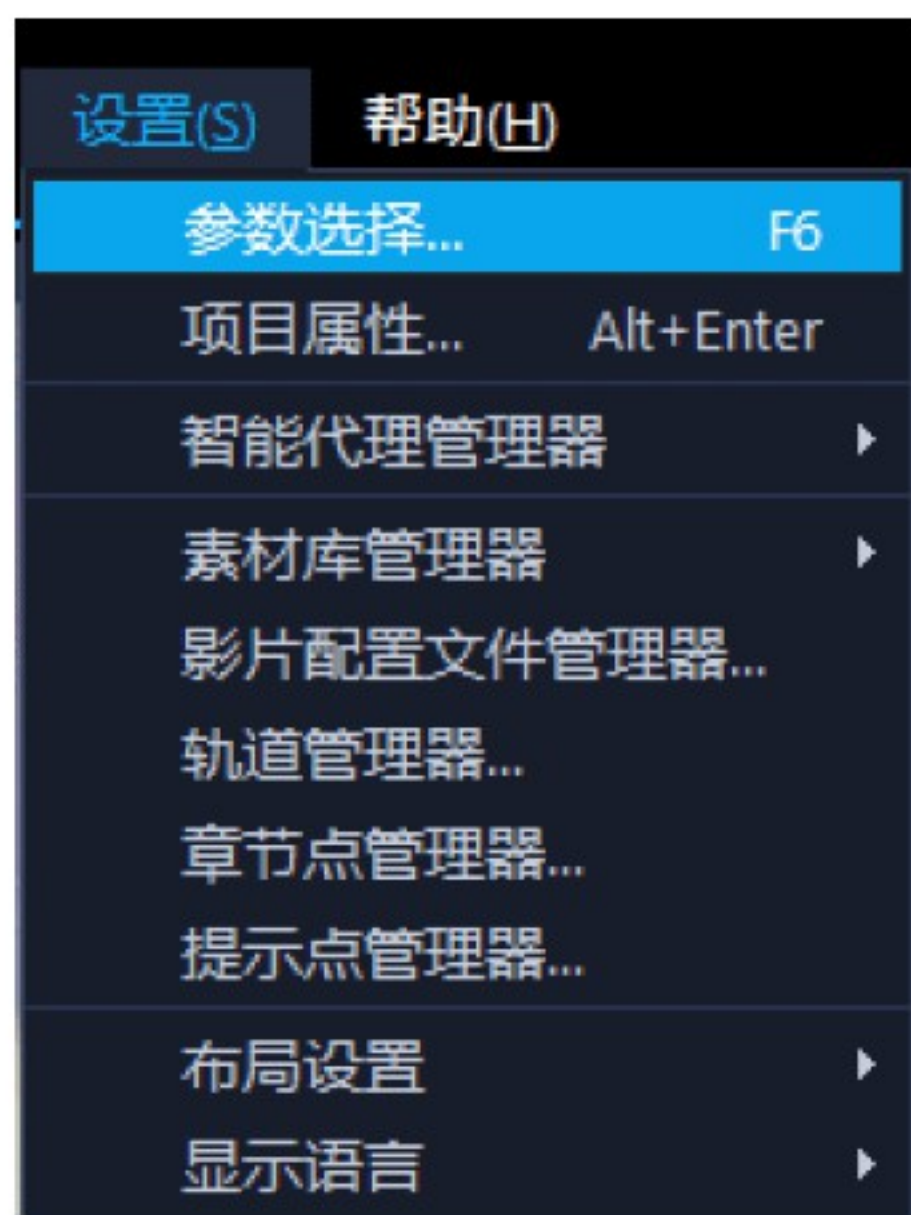 设置(S) 帮助(H)
参数选择... F6
项目属性... Alt+Enter
智能代理管理器
素材库管理器
影片配置文件管理器...
轨道管理器...
章节点管理器...
提示点管理器...
布局设置
显示语言